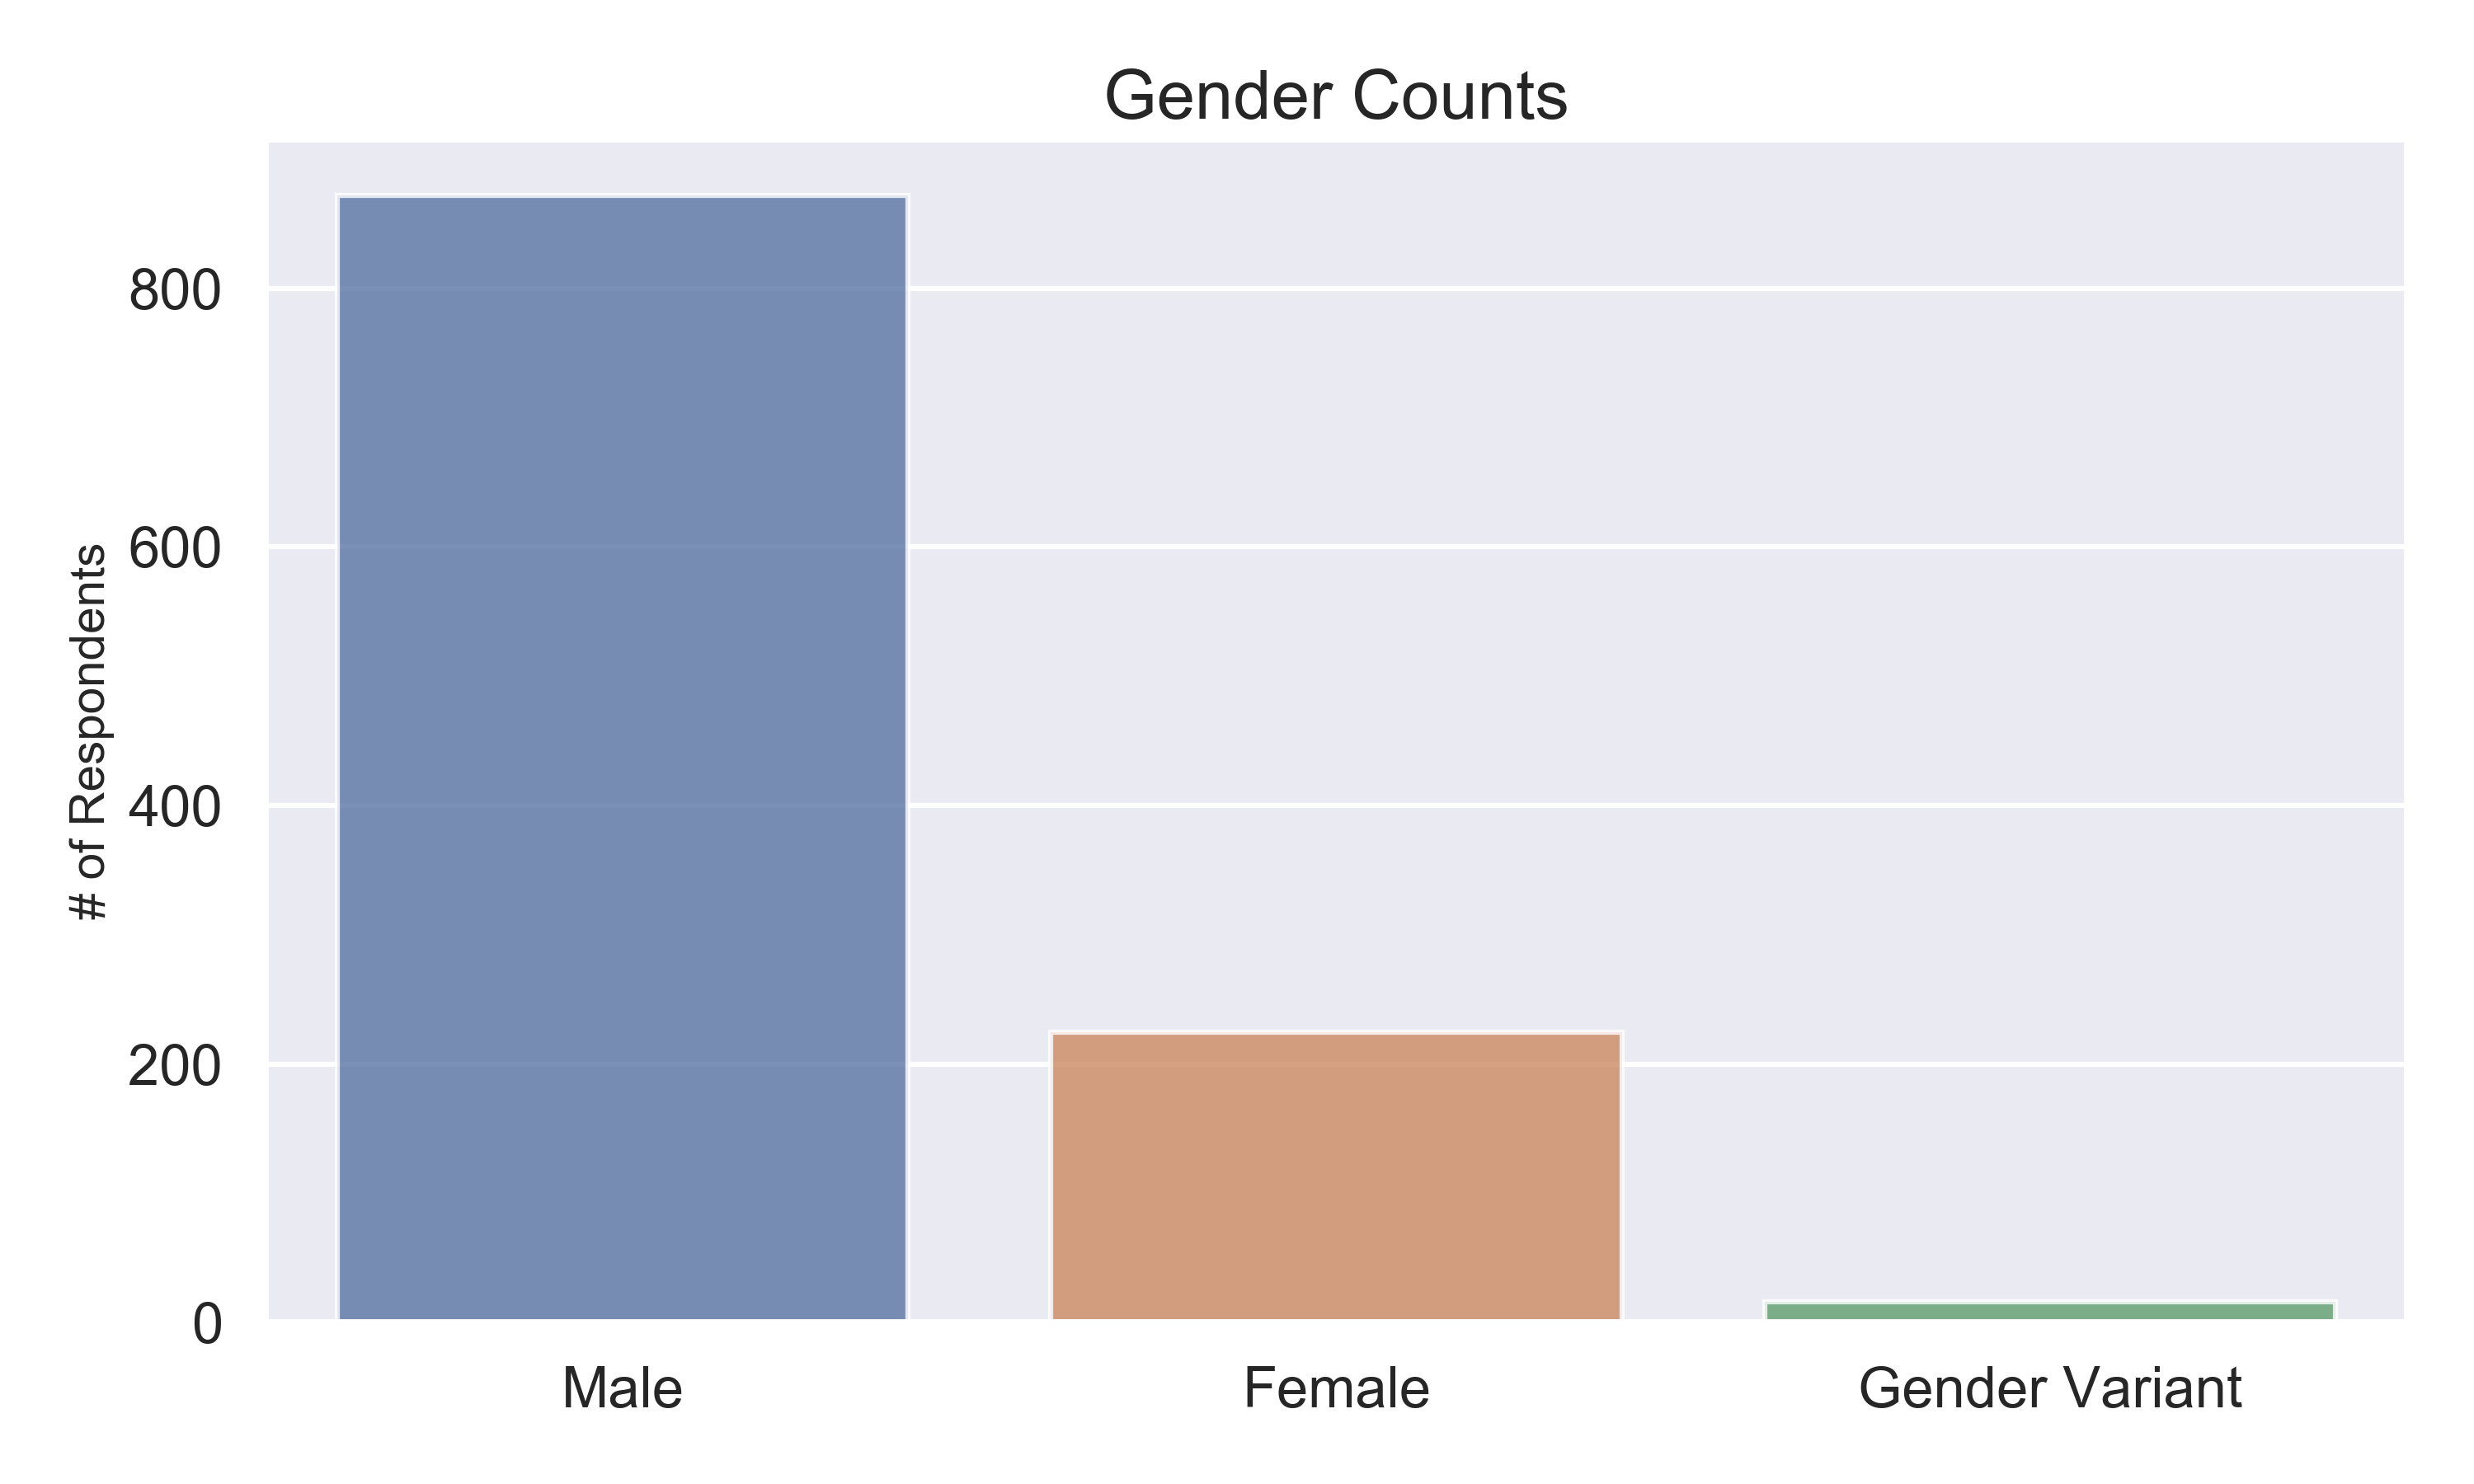 Gender Counts
# of Respondents
800
600
400
200
0
Male
Female
Gender Variant